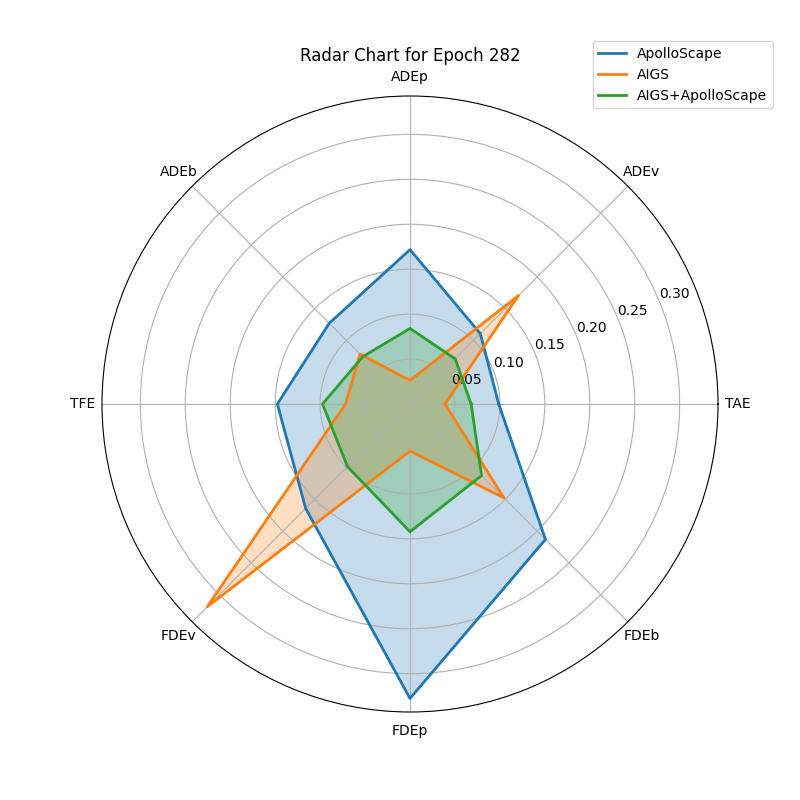 Radar Chart for Epoch 282
ApolloScape
AIGS
AIGS+ApolloScape
ADEp
ADEb
ADEv
0.30
0.25
0.20
0.15
0.10
0.05
TFE
TAE
FDEv
FDEb
FDEp